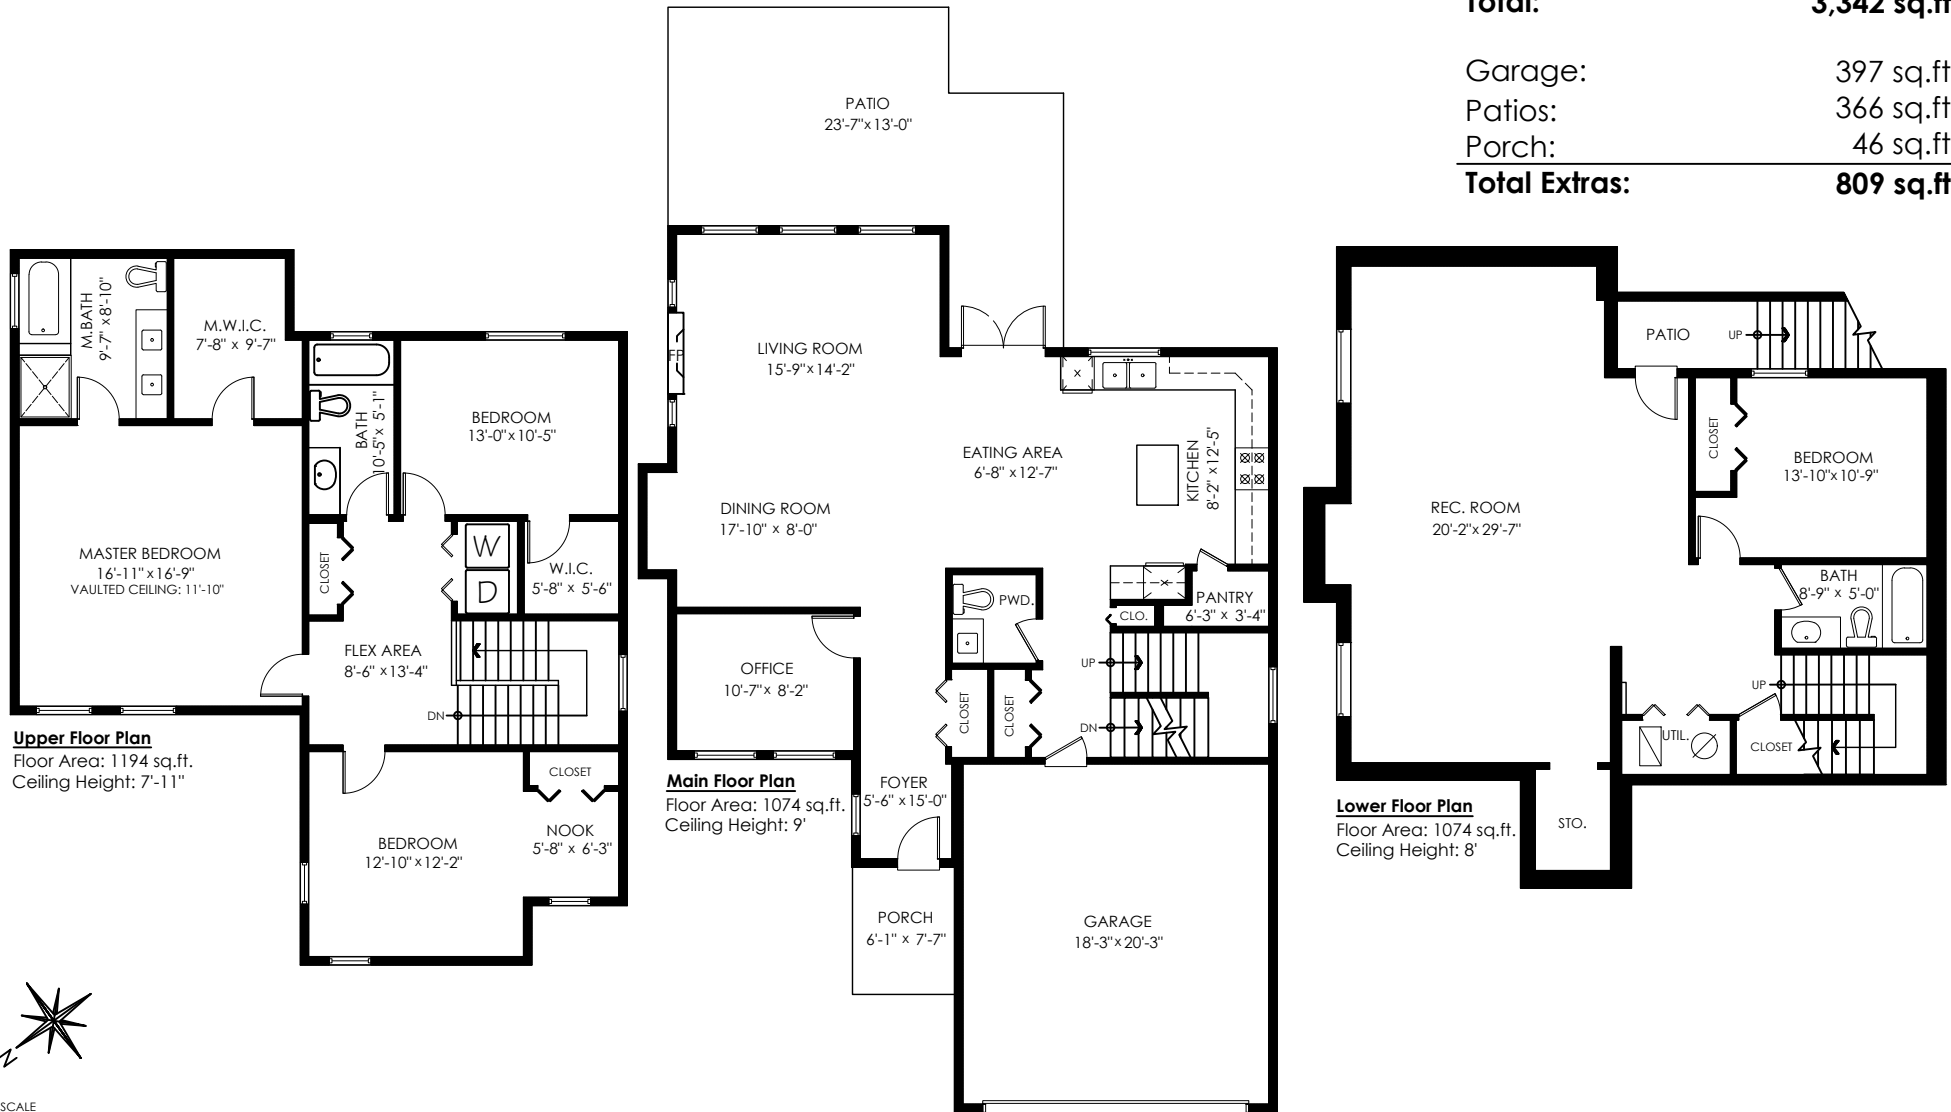 Total: 3,342 sq.ft
Garage: 397 sq.ft
Patios: 366 sq.ft
Porch: 46 sq.ft
Total Extras: 809 sq.ft
M.BATH
9'-7" x 8'-10"
M.W.I.C.
7'-8" x 9'-7"
BATH
10'-5" x 5'-1"
BEDROOM
13'-0" x 10'-5"
MASTER BEDROOM
16'-11" x 16'-9"
VAULTED CEILING: 11'-10"
CLOSET
W
D
W.I.C.
5'-8" x 5'-6"
FLEX AREA
8'-6" x 13'-4"
DN
Upper Floor Plan
Floor Area: 1194 sq.ft.
Ceiling Height: 7'-11"
CLOSET
NOOK
5'-8" x 6'-3"
BEDROOM
12'-10" x 12'-2"
N
SCALE
PATIO
23'-7" x 13'-0"
FP
LIVING ROOM
15'-9" x 14'-2"
EATING AREA
6'-8" x 12'-7"
KITCHEN
8'-2" x 12'-5"
DINING ROOM
17'-10" x 8'-0"
PWD.
CLO.
PANTRY
6'-3" x 3'-4"
OFFICE
10'-7" x 8'-2"
UP
CLOSET
CLOSET
DN
Main Floor Plan
Floor Area: 1074 sq.ft.
Ceiling Height: 9'
FOYER
5'-6" x 15'-0"
PORCH
6'-1" x 7'-7"
GARAGE
18'-3" x 20'-3"
PATIO
UP
CLOSET
BEDROOM
13'-10" x 10'-9"
REC. ROOM
20'-2" x 29'-7"
BATH
8'-9" x 5'-0"
UP
UTIL.
CLOSET
Lower Floor Plan
Floor Area: 1074 sq.ft.
Ceiling Height: 8'
STO.